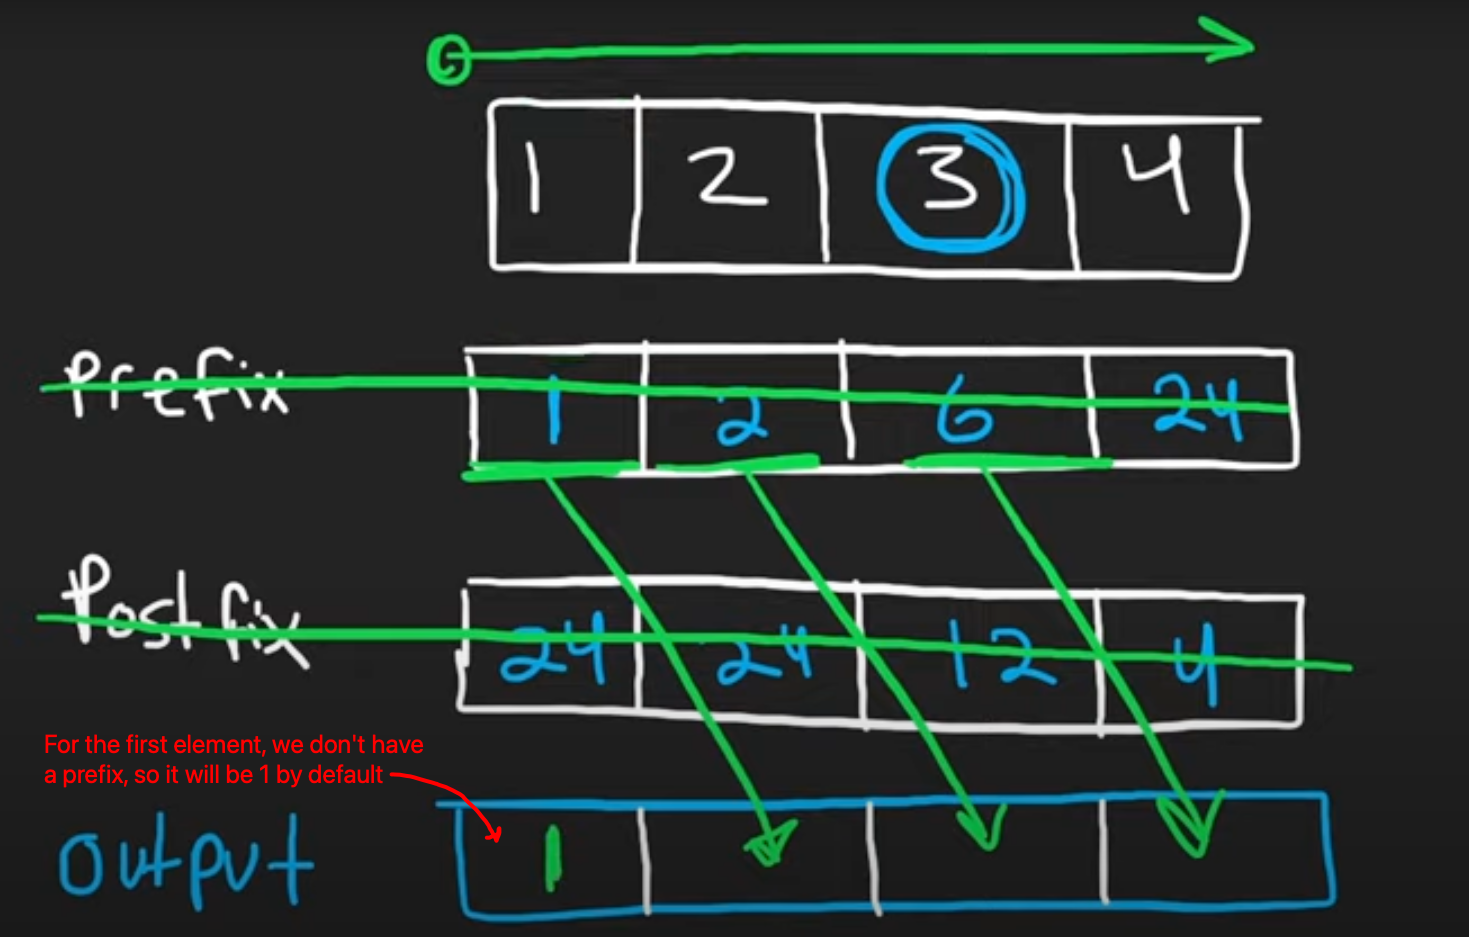 1 2 3 4
Prefix 1 2 6 24
Postfix 24 24 12 4
For the first element, we don't have
a prefix, so it will be 1 by default
output 1